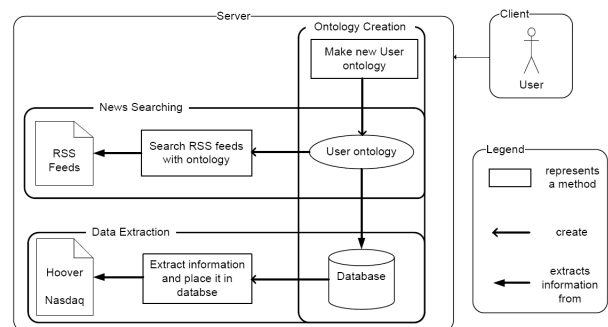 Server
Client
Ontology Creation
Make new User
ontology
User
News Searching
RSS
Feeds
Search RSS feeds
with ontology
User ontology
Legend
represents
a method
create
extracts
information
from
Data Extraction
Hoover
Nasdaq
Extract information
and place it in
databse
Database